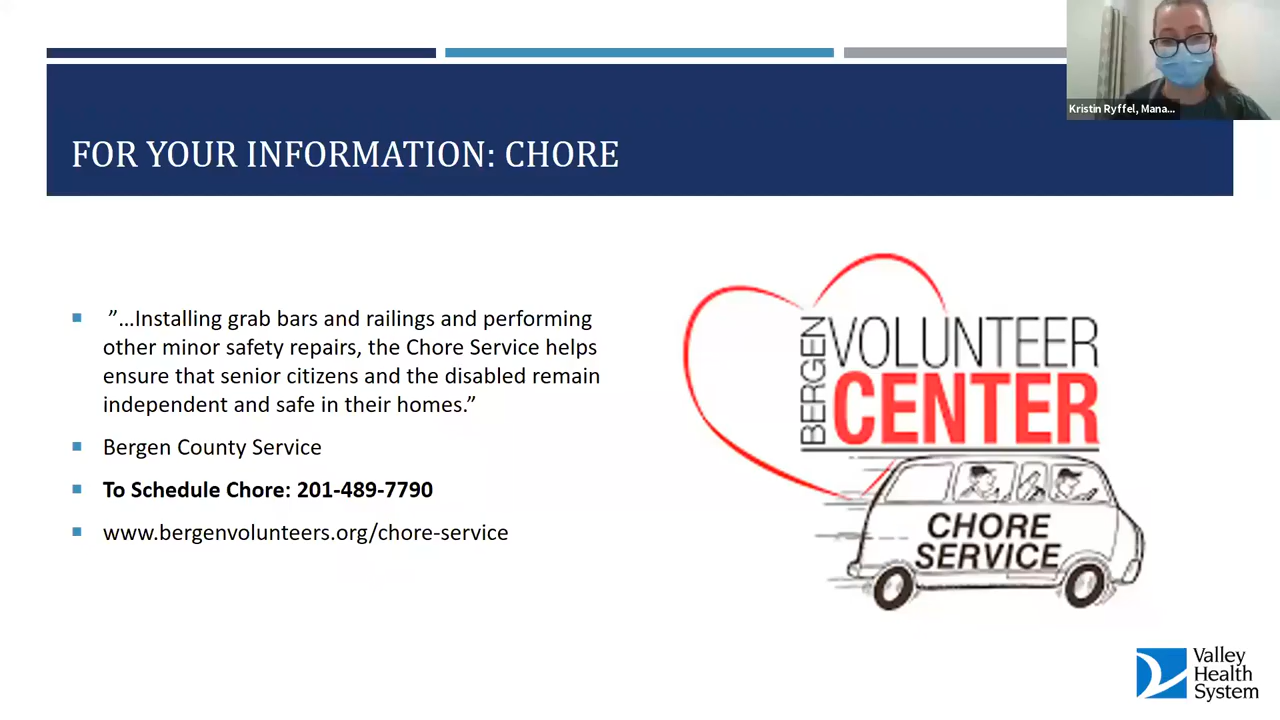 Kristin Ryffel, Mana...
FOR YOUR INFORMATION: CHORE
”...Installing grab bars and railings and performing
other minor safety repairs, the Chore Service helps
ensure that senior citizens and the disabled remain
independent and safe in their homes.”
Bergen County Service
To Schedule Chore: 201-489-7790
www.bergenvolunteers.org/chore-service
BERGEN
VOLUNTEER
CENTER
CHORE
SERVICE
Valley
Health
System